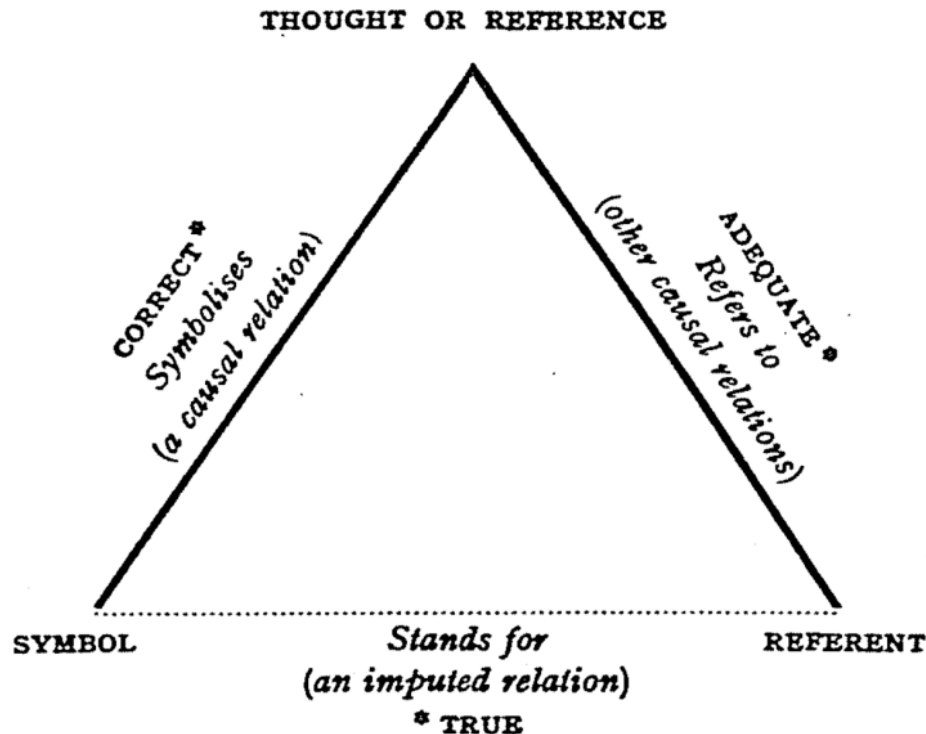 THOUGHT OR REFERENCE
CORRECT*
Symbolises
(a causal relation)
ADEQUATE*
Refers to
(other causal relations)
SYMBOL
Stands for
REFERENT
(an imputed relation)
* TRUE